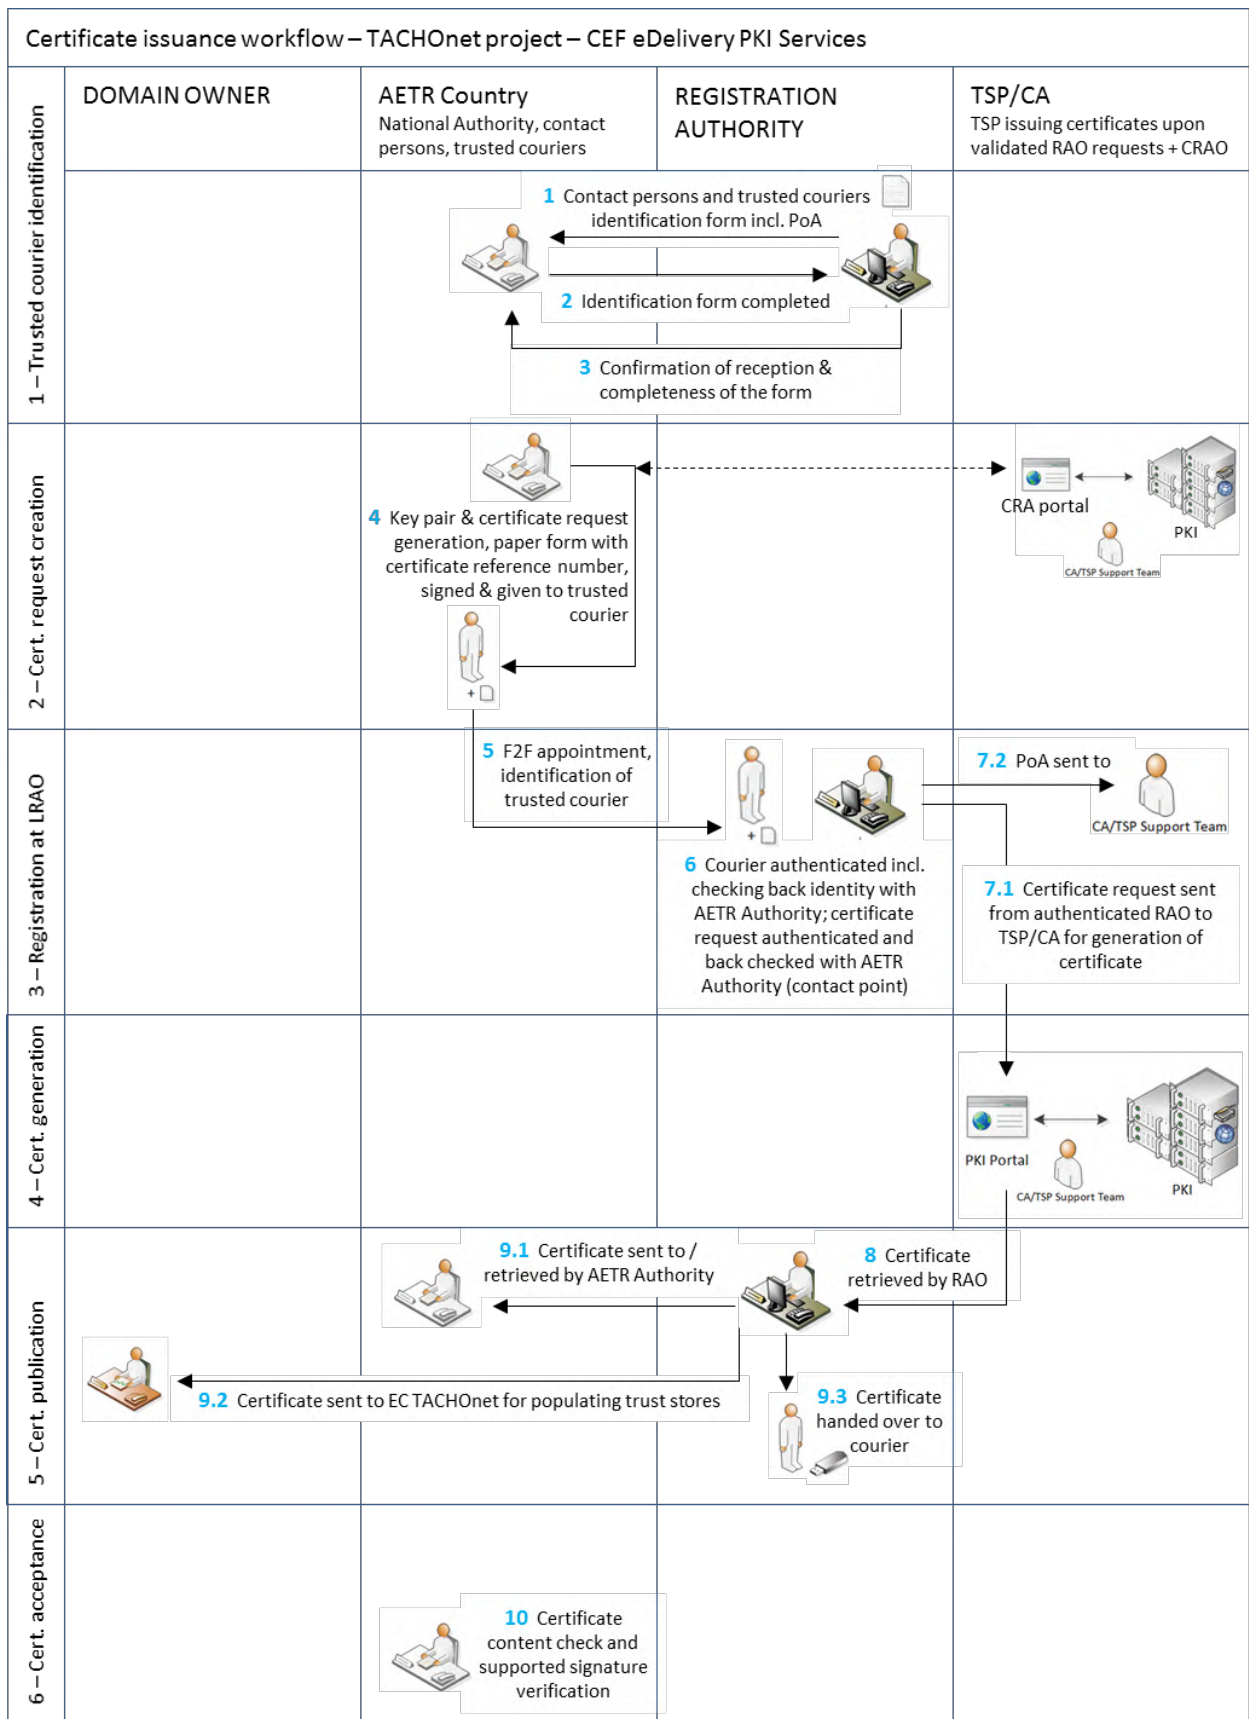 Certificate issuance workflow – TACHOnet project – CEF eDelivery PKI Services
DOMAIN OWNER
AETR Country
National Authority, contact
persons, trusted couriers
REGISTRATION
AUTHORITY
TSP/CA
TSP issuing certificates upon
validated RAO requests + CRAO
1 – Trusted courier identification
1 Contact persons and trusted couriers
identification form incl. PoA
2 Identification form completed
3 Confirmation of reception &
completeness of the form
2 – Cert. request creation
4 Key pair & certificate request
generation, paper form with
certificate reference number,
signed & given to trusted
courier
+
CRA portal
PKI
CA/TSP Support Team
3 – Registration at LRAO
5 F2F appointment,
identification of
trusted courier
+
6 Courier authenticated incl.
checking back identity with
AETR Authority; certificate
request authenticated and
back checked with AETR
Authority (contact point)
7.2 PoA sent to
CA/TSP Support Team
7.1 Certificate request sent
from authenticated RAO to
TSP/CA for generation of
certificate
4 – Cert. generation
PKI Portal
CA/TSP Support Team
PKI
5 – Cert. publication
9.1 Certificate sent to /
retrieved by AETR Authority
8 Certificate
retrieved by RAO
9.2 Certificate sent to EC TACHOnet for populating trust stores
9.3 Certificate
handed over to
courier
6 – Cert. acceptance
10 Certificate
content check and
supported signature
verification